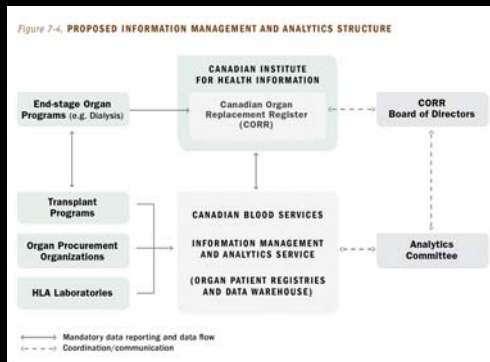 Figure 7-4. PROPOSED INFORMATION MANAGEMENT AND ANALYTICS STRUCTURE
CANADIAN INSTITUTE
FOR HEALTH INFORMATION
Canadian Organ
Replacement Register
(CORR)
End-stage Organ
Programs (e.g. Dialysis)
CORR
Board of Directors
Transplant
Programs
Organ Procurement
Organizations
HLA Laboratories
CANADIAN BLOOD SERVICES
INFORMATION MANAGEMENT
AND ANALYTICS SERVICE
(ORGAN PATIENT REGISTRIES
AND DATA WAREHOUSE)
Analytics
Committee
Mandatory data reporting and data flow
Coordination/communication